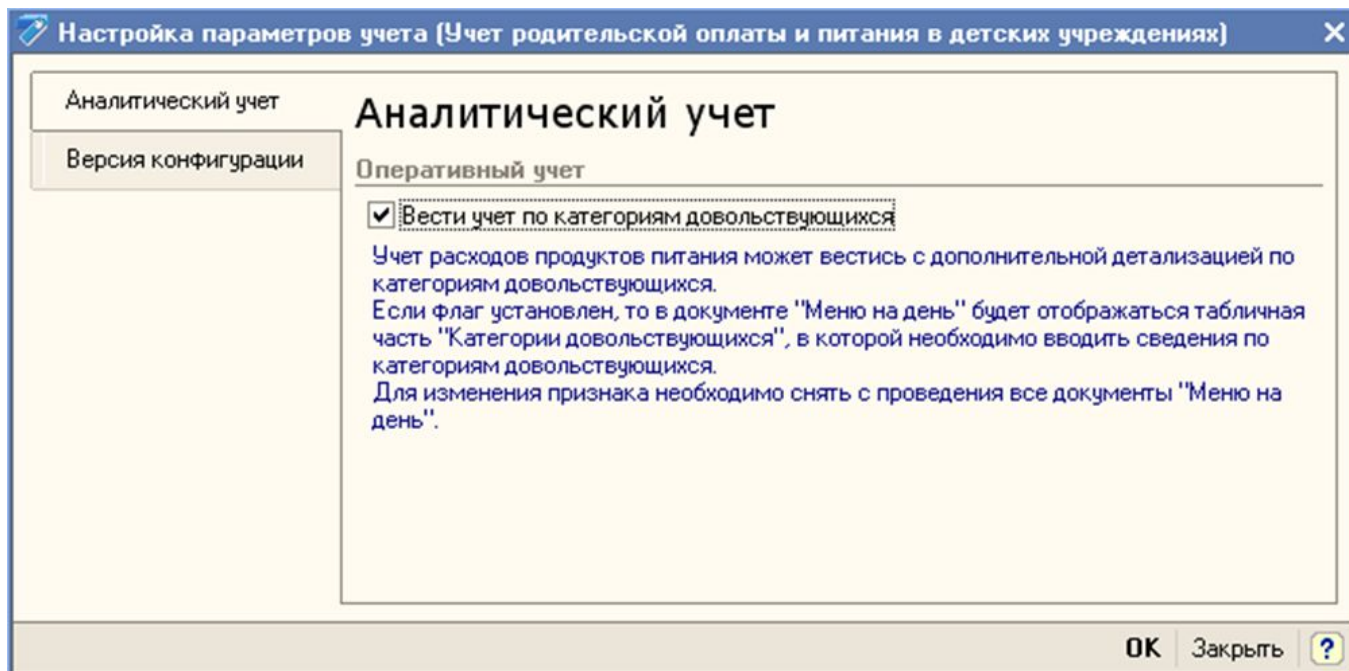 Настройка параметров учета (Учет родительской оплаты и питания в детских учреждениях)
Аналитический учет
Версия конфигурации
Аналитический учет
Оперативный учет
Вести учет по категориям довольствующихся
Учет расходов продуктов питания может вестись с дополнительной детализацией по
категориям довольствующихся.
Если флаг установлен, то в документе "Меню на день" будет отображаться табличная
часть "Категории довольствующихся", в которой необходимо вводить сведения по
категориям довольствующихся.
Для изменения признака необходимо снять с проведения все документы "Меню на
день".
ОК Закрыть ?